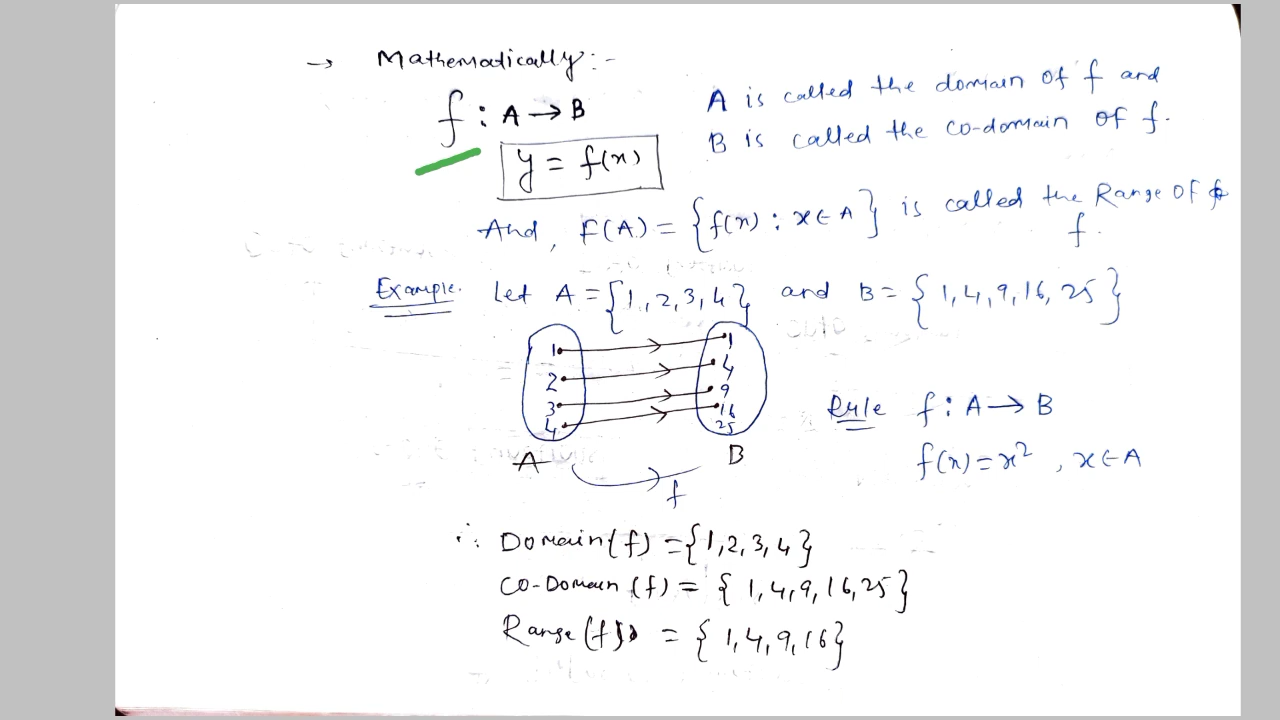 → Mathematically:-
f : A → B
y = f(x)
A is called the domain of f and
B is called the co-domain of f.
And, F(A) = {f(x) : x ∈ A} is called the Range of
f.
Example. Let A = {1, 2, 3, 4} and B = {1, 4, 9, 16, 25}
1 1
2 4
3 9
4 16
25
A B
f
Rule f : A → B
f(x) = x² , x ∈ A
∴ Domain(f) = {1, 2, 3, 4}
Co-Domain (f) = {1, 4, 9, 16, 25}
Range (f) = {1, 4, 9, 16}